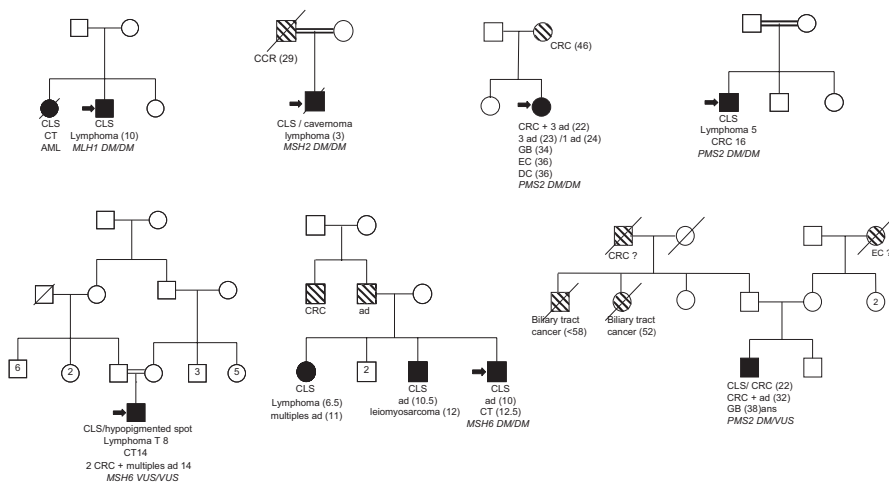 CLS
CT
AML
CLS
Lymphoma (10)
MLH1 DM/DM
CCR (29)
CLS / cavernoma
lymphoma (3)
MSH2 DM/DM
CRC (46)
CRC + 3 ad (22)
3 ad (23) /1 ad (24)
GB (34)
EC (36)
DC (36)
PMS2 DM/DM
CLS
Lymphoma 5
CRC 16
PMS2 DM/DM
6
2
3
5
CLS/hypopigmented spot
Lymphoma T 8
CT14
2 CRC + multiples ad 14
MSH6 VUS/VUS
CRC
ad
2
CLS
Lymphoma (6.5)
multiples ad (11)
CLS
ad (10.5)
leiomyosarcoma (12)
CLS
ad (10)
CT (12.5)
MSH6 DM/DM
CRC ?
EC ?
Biliary tract
cancer (<58)
Biliary tract
cancer (52)
2
CLS/ CRC (22)
CRC + ad (32)
GB (38)ans
PMS2 DM/VUS